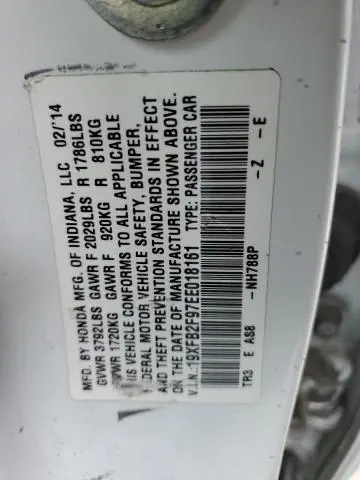 MFD. BY HONDA MFG. OF INDIANA, LLC 02/'14
GVWR 3792LBS GAWR F 2029LBS R 1786LBS
GVWR 1720KG GAWR F 920KG R 810KG
THIS VEHICLE CONFORMS TO ALL APPLICABLE
FEDERAL MOTOR VEHICLE SAFETY, BUMPER,
AND THEFT PREVENTION STANDARDS IN EFFECT
ON THE DATE OF MANUFACTURE SHOWN ABOVE.
V.I.N.:19XFB2F97EE018161 TYPE: PASSENGER CAR
-NH788P -Z -E
TR3 E AS8